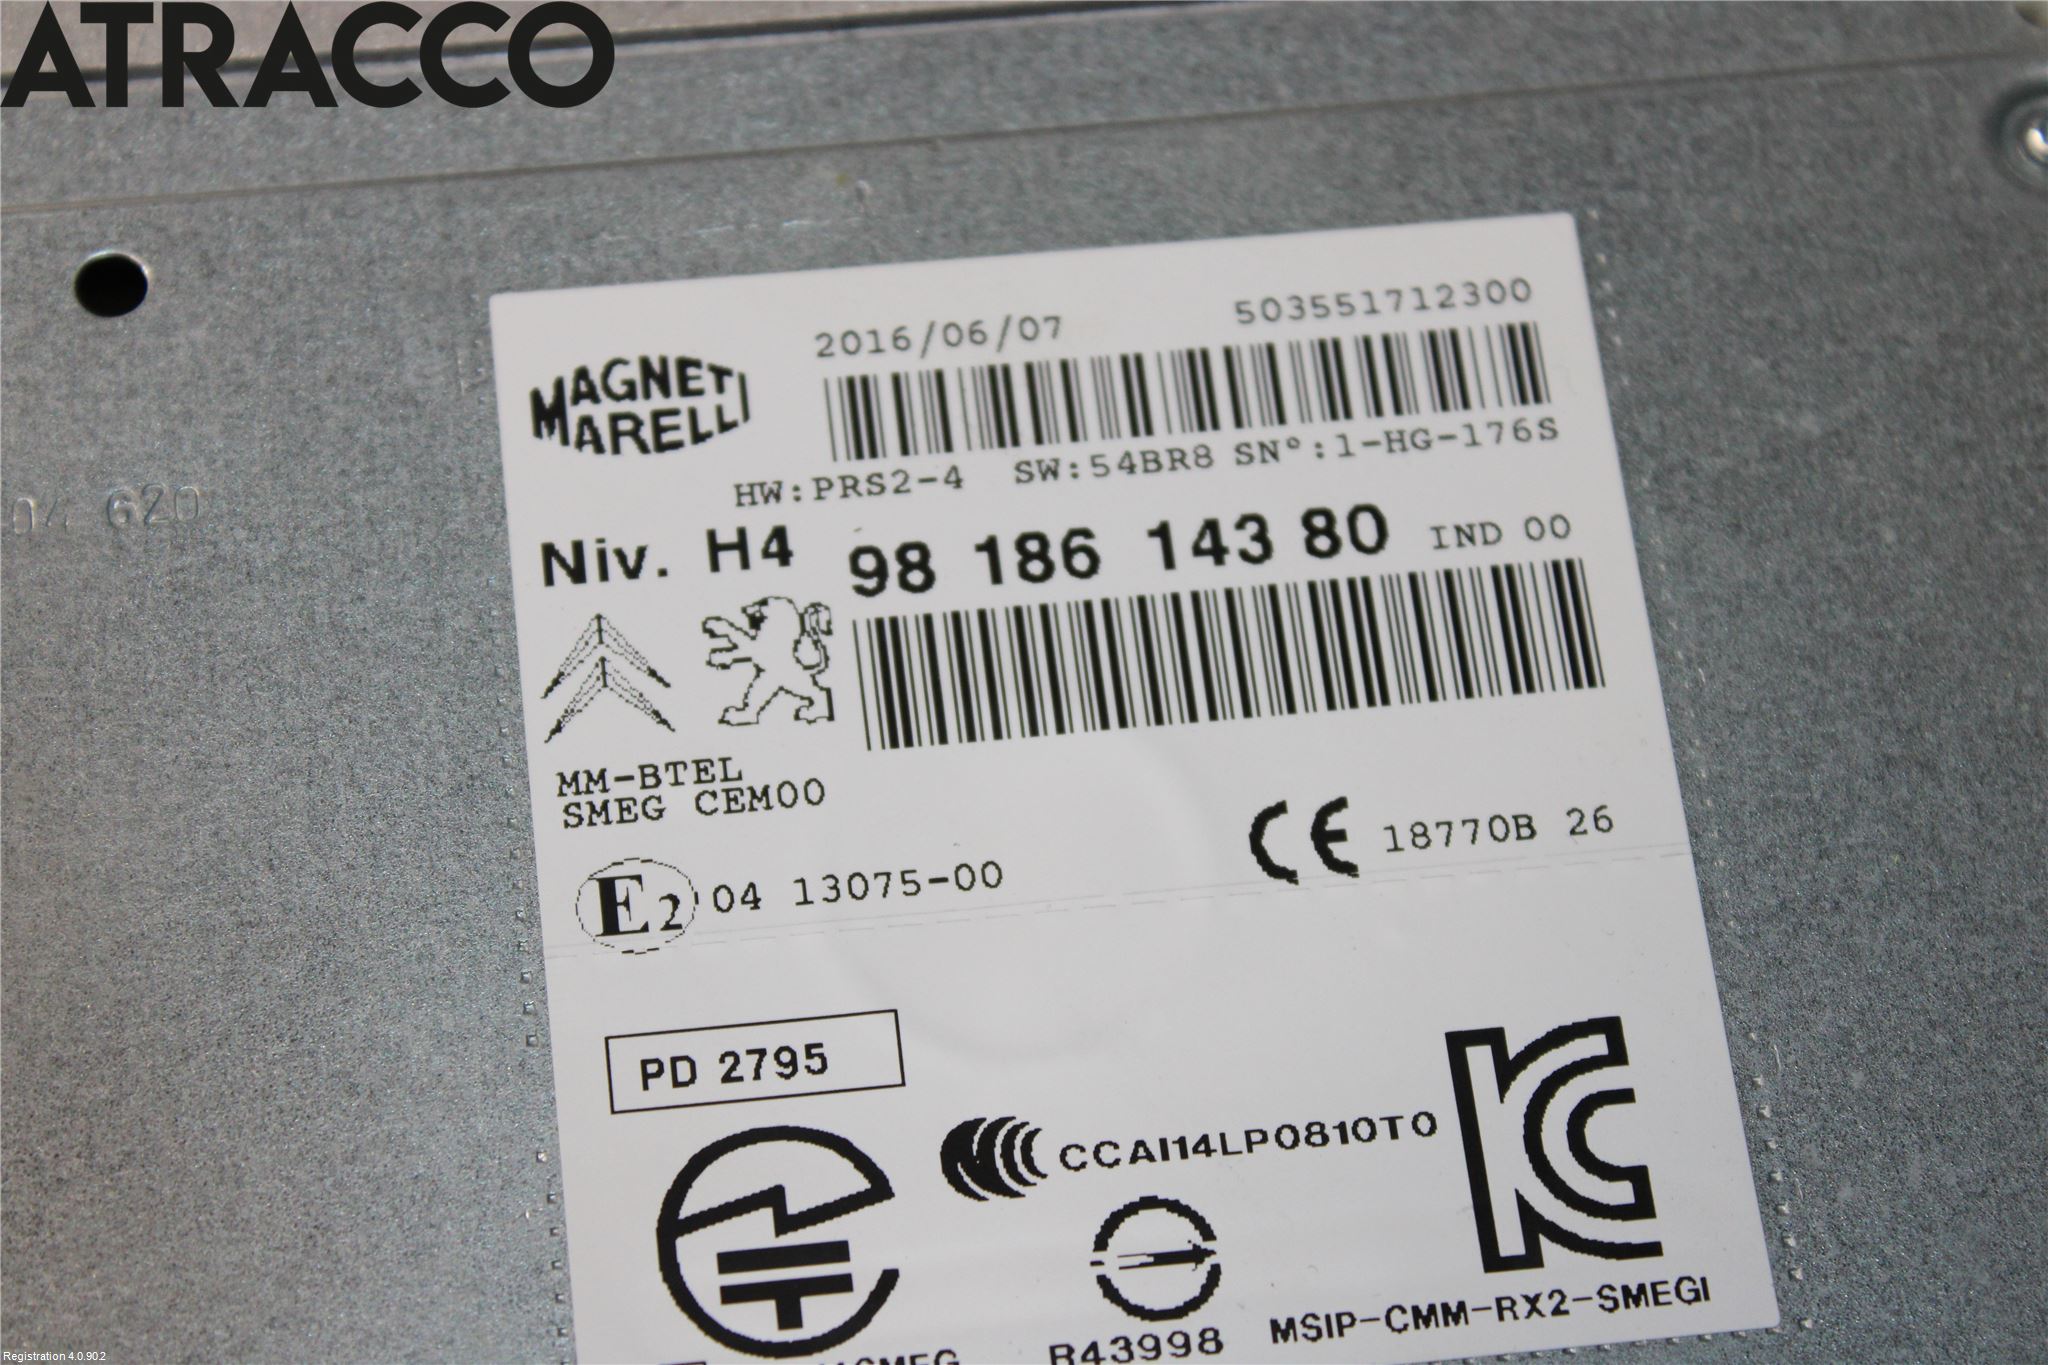 ATRACCO
2016/06/07 503551712300
MAGNETI
MARELLI
HW:PRS2-4 SW:54BR8 SN°:1-HG-176S
Niv. H4 98 186 143 80 IND 00
04 620
MM-BTEL
SMEG CEM00
E2 04 13075-00 CE 18770B 26
PD 2795
CCAI14LP0810T0
R43998 MSIP-CMM-RX2-SMEGI
Registration 4.0.902